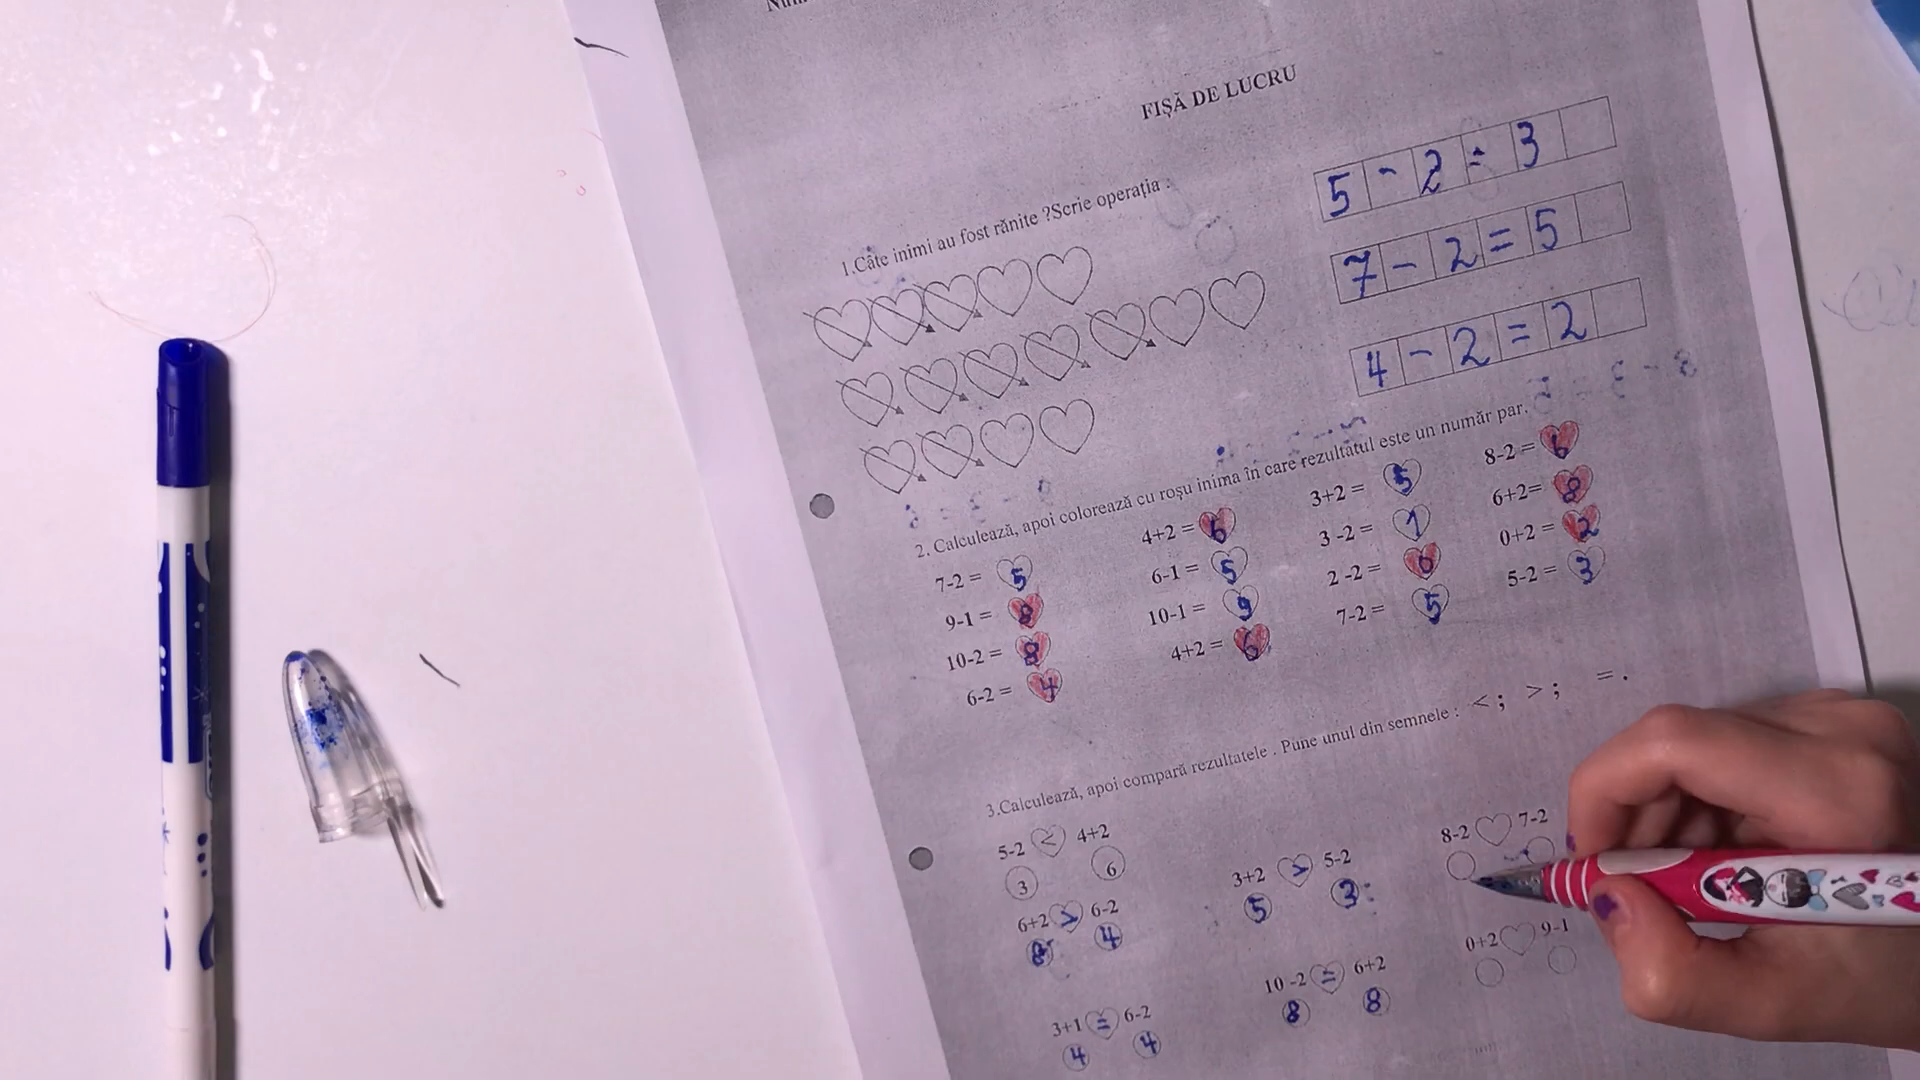 FIȘĂ DE LUCRU
1.Câte inimi au fost rănite ?Scrie operația :
5 - 2 = 3
7 - 2 = 5
4 - 2 = 2
2. Calculează, apoi colorează cu roșu inima în care rezultatul este un număr par.
7-2 = 5
9-1 = 8
10-2 = 8
6-2 = 4
4+2 = 6
6-1 = 5
10-1 = 9
4+2 = 6
3+2 = 5
3 -2 = 1
2 -2 = 0
7-2 = 5
8-2 = 6
6+2= 8
0+2 = 2
5-2 = 3
3.Calculează, apoi compară rezultatele . Pune unul din semnele : < ; > ; = .
5-2 < 4+2
3 6
6+2 > 6-2
8 4
3+1 = 6-2
4 4
3+2 > 5-2
5 3
10 -2 = 6+2
8 8
8-2 7-2
0+2 9-1